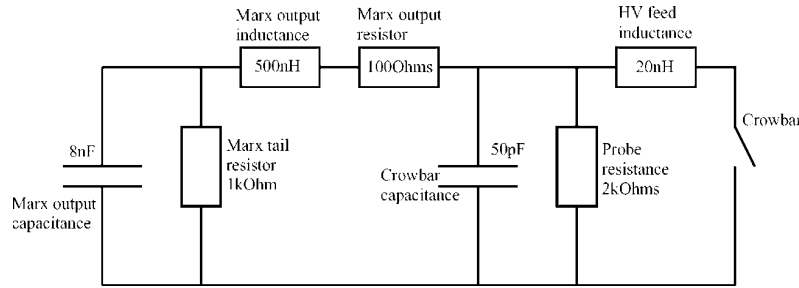 Marx output
inductance
Marx output
resistor
HV feed
inductance
500nH
100Ohms
20nH
Crowbar
8nF
Marx tail
resistor
1kOhm
50pF
Probe
resistance
2kOhms
Crowbar
capacitance
Marx output
capacitance